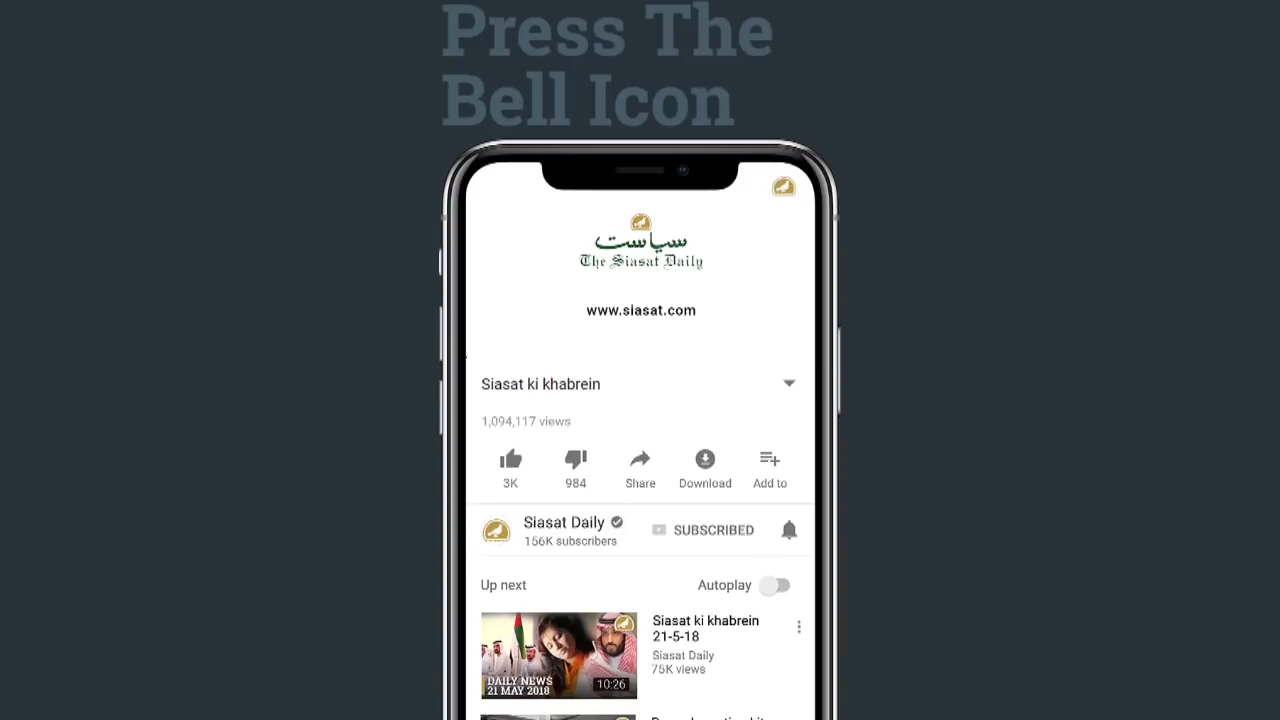 Press The
Bell Icon
سیاست
The Siasat Daily
www.siasat.com
Siasat ki khabrein
1,094,117 views
3K
984
Share
Download
Add to
Siasat Daily
156K subscribers
SUBSCRIBED
Up next
Autoplay
Siasat ki khabrein
21-5-18
Siasat Daily
75K views
DAILY NEWS
21 MAY 2018
10:26